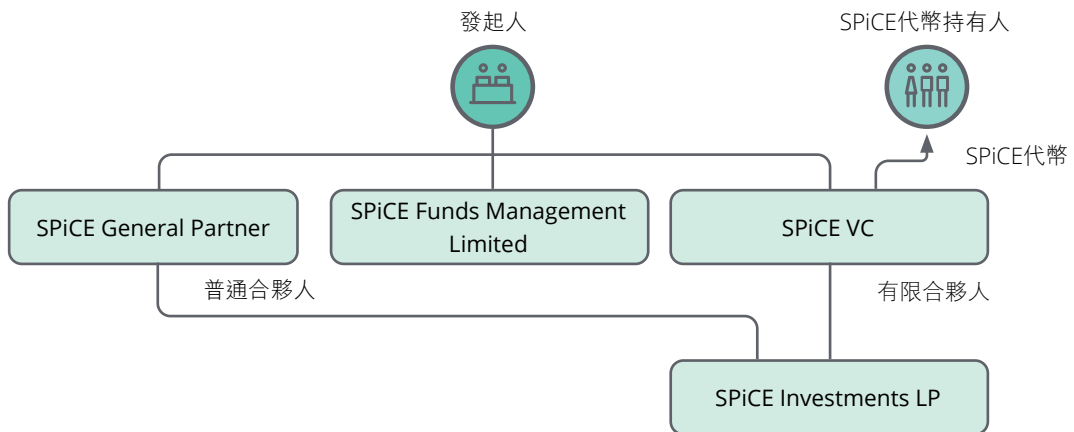 發起人
SPiCE代幣持有人
SPiCE代幣
SPiCE General Partner
SPiCE Funds Management
Limited
SPiCE VC
普通合夥人
有限合夥人
SPiCE Investments LP